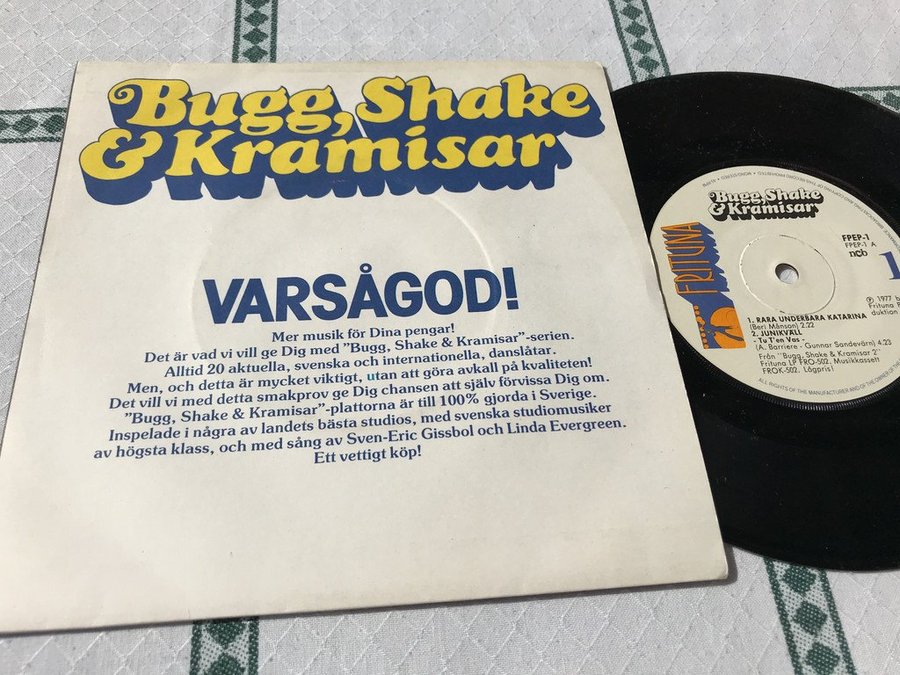 Bugg, Shake
& Kramisar
VARSÅGOD!
Mer musik för Dina pengar!
Det är vad vi vill ge Dig med "Bugg, Shake & Kramisar"-serien.
Alltid 20 aktuella, svenska och internationella, danslåtar.
Men, och detta är mycket viktigt, utan att göra avkall på kvaliteten!
Det vill vi med detta smakprov ge Dig chansen att själv förvissa Dig om.
"Bugg, Shake & Kramisar"-plattorna är till 100% gjorda i Sverige.
Inspelade i några av landets bästa studios, med svenska studiomusiker
av högsta klass, och med sång av Sven-Eric Gissbol och Linda Evergreen.
Ett vettigt köp!
Bugg, Shake
& Kramisar
FRITUNA
FPEP-1
FPEP-1 A
ncb
1
℗ 1977 b
Frituna P
duktion
1. RARA UNDERBARA KATARINA
(Beri Månson) 2.22
2. JUNIKVÄLL
- Tu T'en Vas -
(A. Barriere - Gunnar Sandevärn) 4.23
Från "Bugg, Shake & Kramisar 2"
Frituna LP FRO-502. Musikkassett
FROK-502. Lågpris!
ALL RIGHTS OF THE MANUFACTURER AND OF THE OWNER OF THE